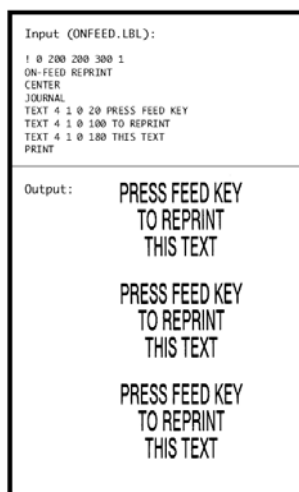 Input (ONFEED.LBL):
! 0 200 200 300 1
ON-FEED REPRINT
CENTER
JOURNAL
TEXT 4 1 0 20 PRESS FEED KEY
TEXT 4 1 0 100 TO REPRINT
TEXT 4 1 0 180 THIS TEXT
PRINT
Output:
PRESS FEED KEY
TO REPRINT
THIS TEXT
PRESS FEED KEY
TO REPRINT
THIS TEXT
PRESS FEED KEY
TO REPRINT
THIS TEXT